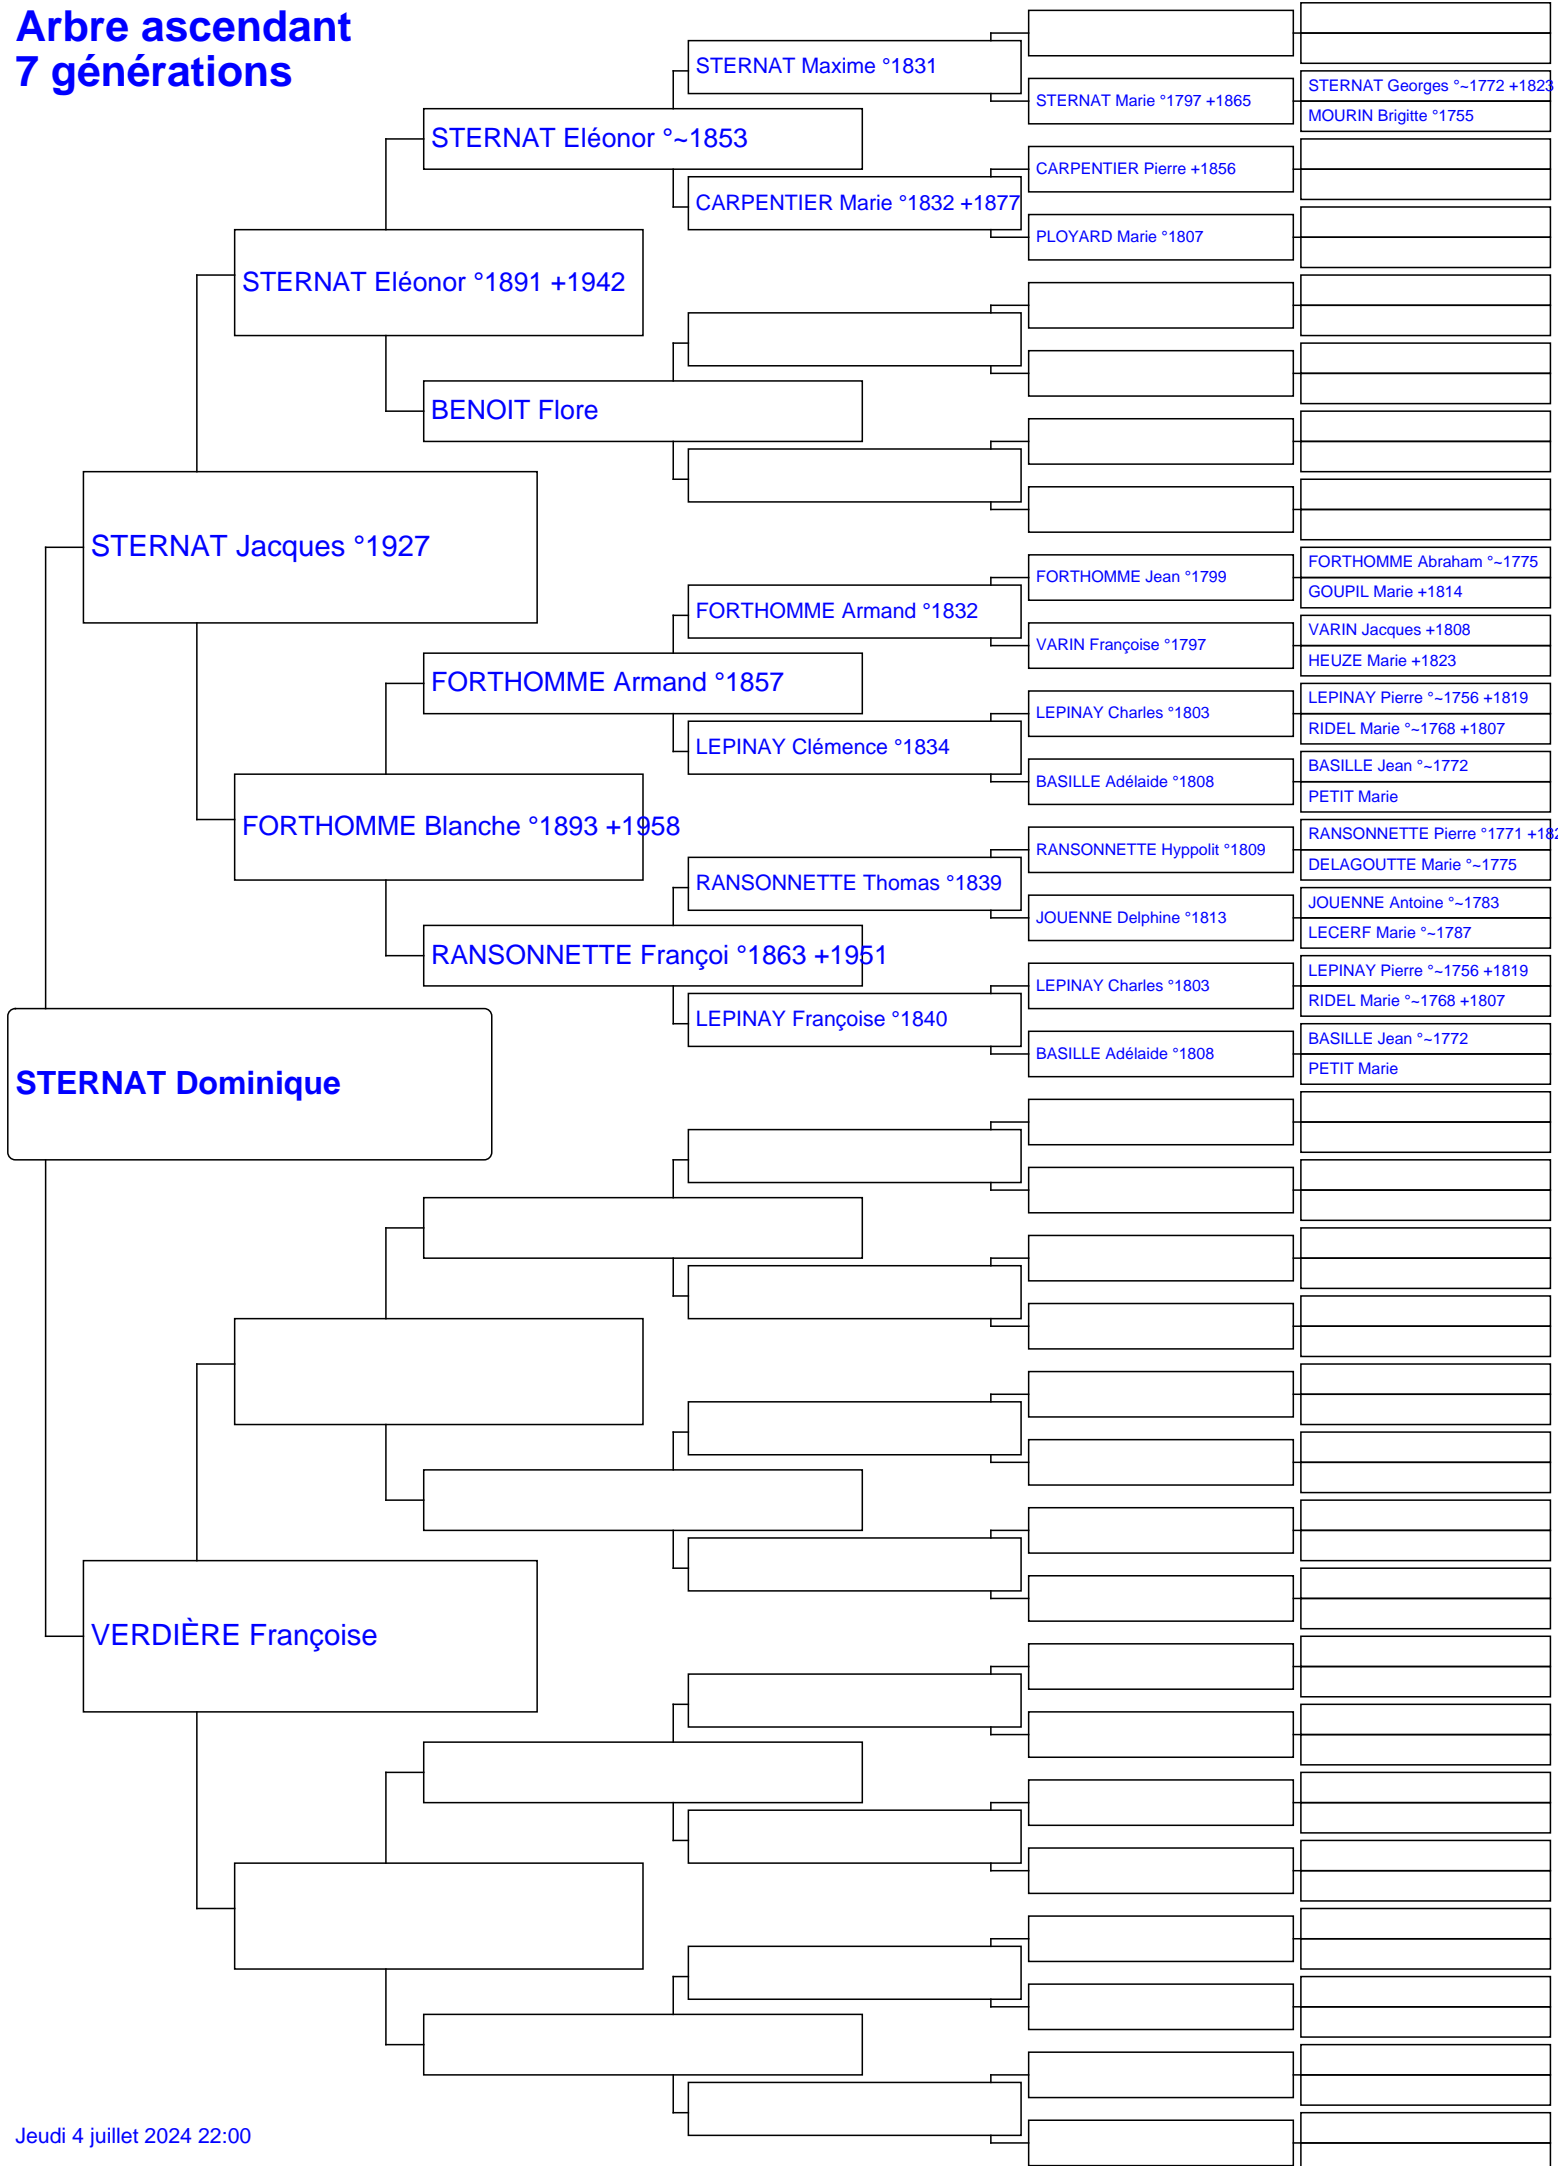 Arbre ascendant
7 générations
STERNAT Maxime °1831
STERNAT Marie °1797 +1865
STERNAT Georges °~1772 +1823
MOURIN Brigitte °1755
STERNAT Eléonor °~1853
CARPENTIER Pierre +1856
CARPENTIER Marie °1832 +1877
PLOYARD Marie °1807
STERNAT Eléonor °1891 +1942
BENOIT Flore
STERNAT Jacques °1927
FORTHOMME Jean °1799
FORTHOMME Abraham °~1775
GOUPIL Marie +1814
FORTHOMME Armand °1832
VARIN Françoise °1797
VARIN Jacques +1808
HEUZE Marie +1823
FORTHOMME Armand °1857
LEPINAY Charles °1803
LEPINAY Pierre °~1756 +1819
RIDEL Marie °~1768 +1807
LEPINAY Clémence °1834
BASILLE Adélaide °1808
BASILLE Jean °~1772
PETIT Marie
FORTHOMME Blanche °1893 +1958
RANSONNETTE Hyppolit °1809
RANSONNETTE Pierre °1771 +182
DELAGOUTTE Marie °~1775
RANSONNETTE Thomas °1839
JOUENNE Delphine °1813
JOUENNE Antoine °~1783
LECERF Marie °~1787
RANSONNETTE Françoi °1863 +1951
LEPINAY Charles °1803
LEPINAY Pierre °~1756 +1819
RIDEL Marie °~1768 +1807
LEPINAY Françoise °1840
BASILLE Adélaide °1808
BASILLE Jean °~1772
PETIT Marie
STERNAT Dominique
VERDIÈRE Françoise
Jeudi 4 juillet 2024 22:00